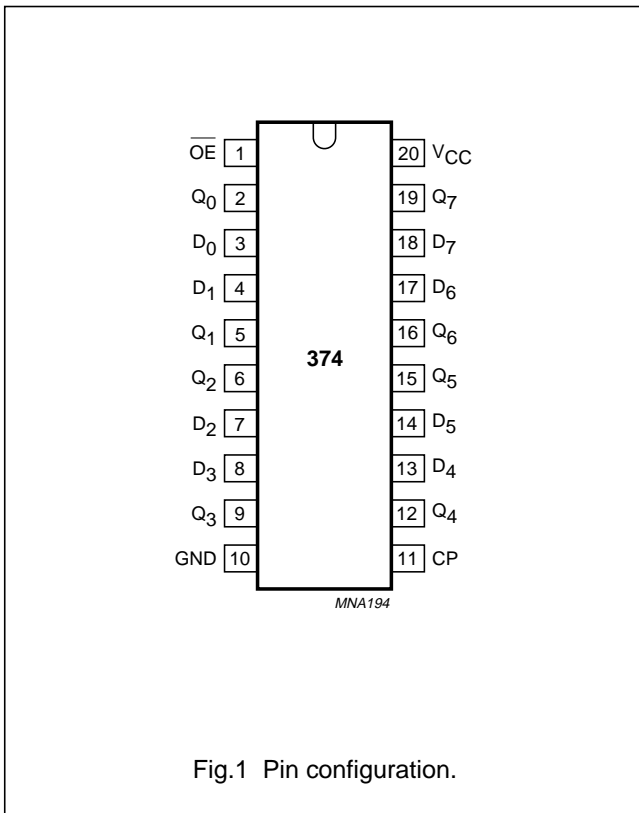 OE 1 20 VCC
Q0 2 19 Q7
D0 3 18 D7
D1 4 17 D6
Q1 5 16 Q6
374
Q2 6 15 Q5
D2 7 14 D5
D3 8 13 D4
Q3 9 12 Q4
GND 10 11 CP
MNA194
Fig.1 Pin configuration.